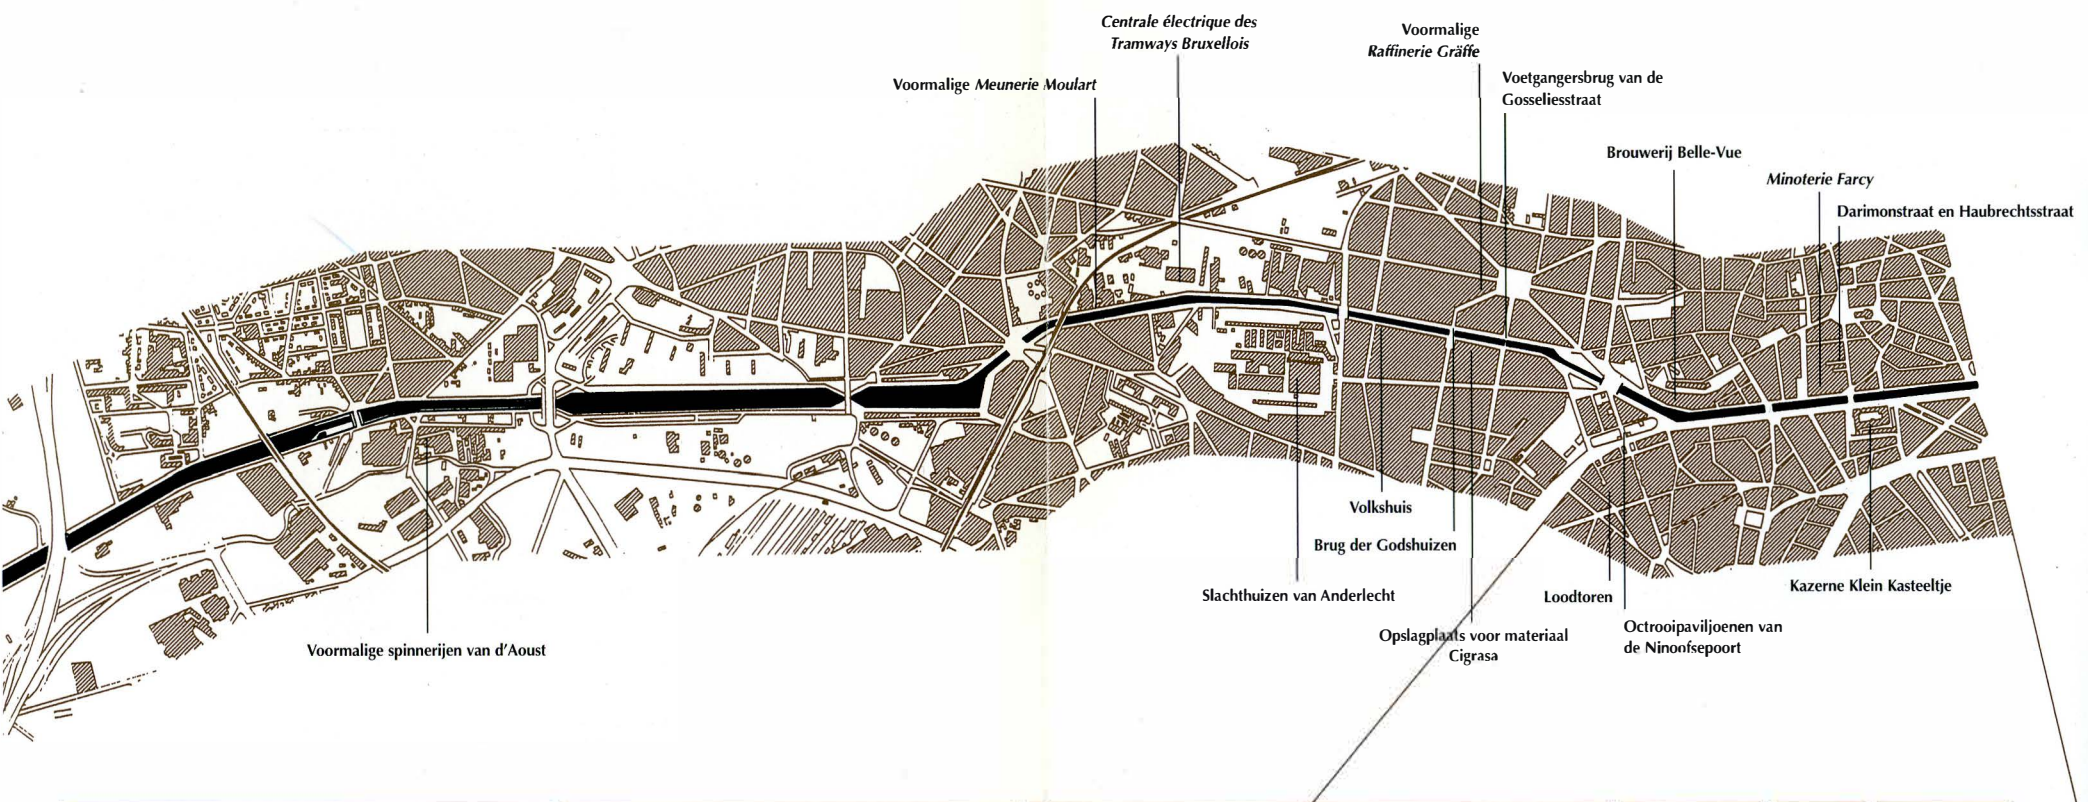 Centrale électrique des
Tramways Bruxellois
Voormalige
Raffinerie Gräffe
Voormalige Meunerie Moulart
Voetgangersbrug van de
Gosseliesstraat
Brouwerij Belle-Vue
Minoterie Farcy
Darimonstraat en Haubrechtsstraat
Volkshuis
Brug der Godshuizen
Slachthuizen van Anderlecht
Loodtoren
Kazerne Klein Kasteeltje
Opslagplaats voor materiaal
Cigrasa
Octrooipaviljoenen van
de Ninoofsepoort
Voormalige spinnerijen van d'Aoust